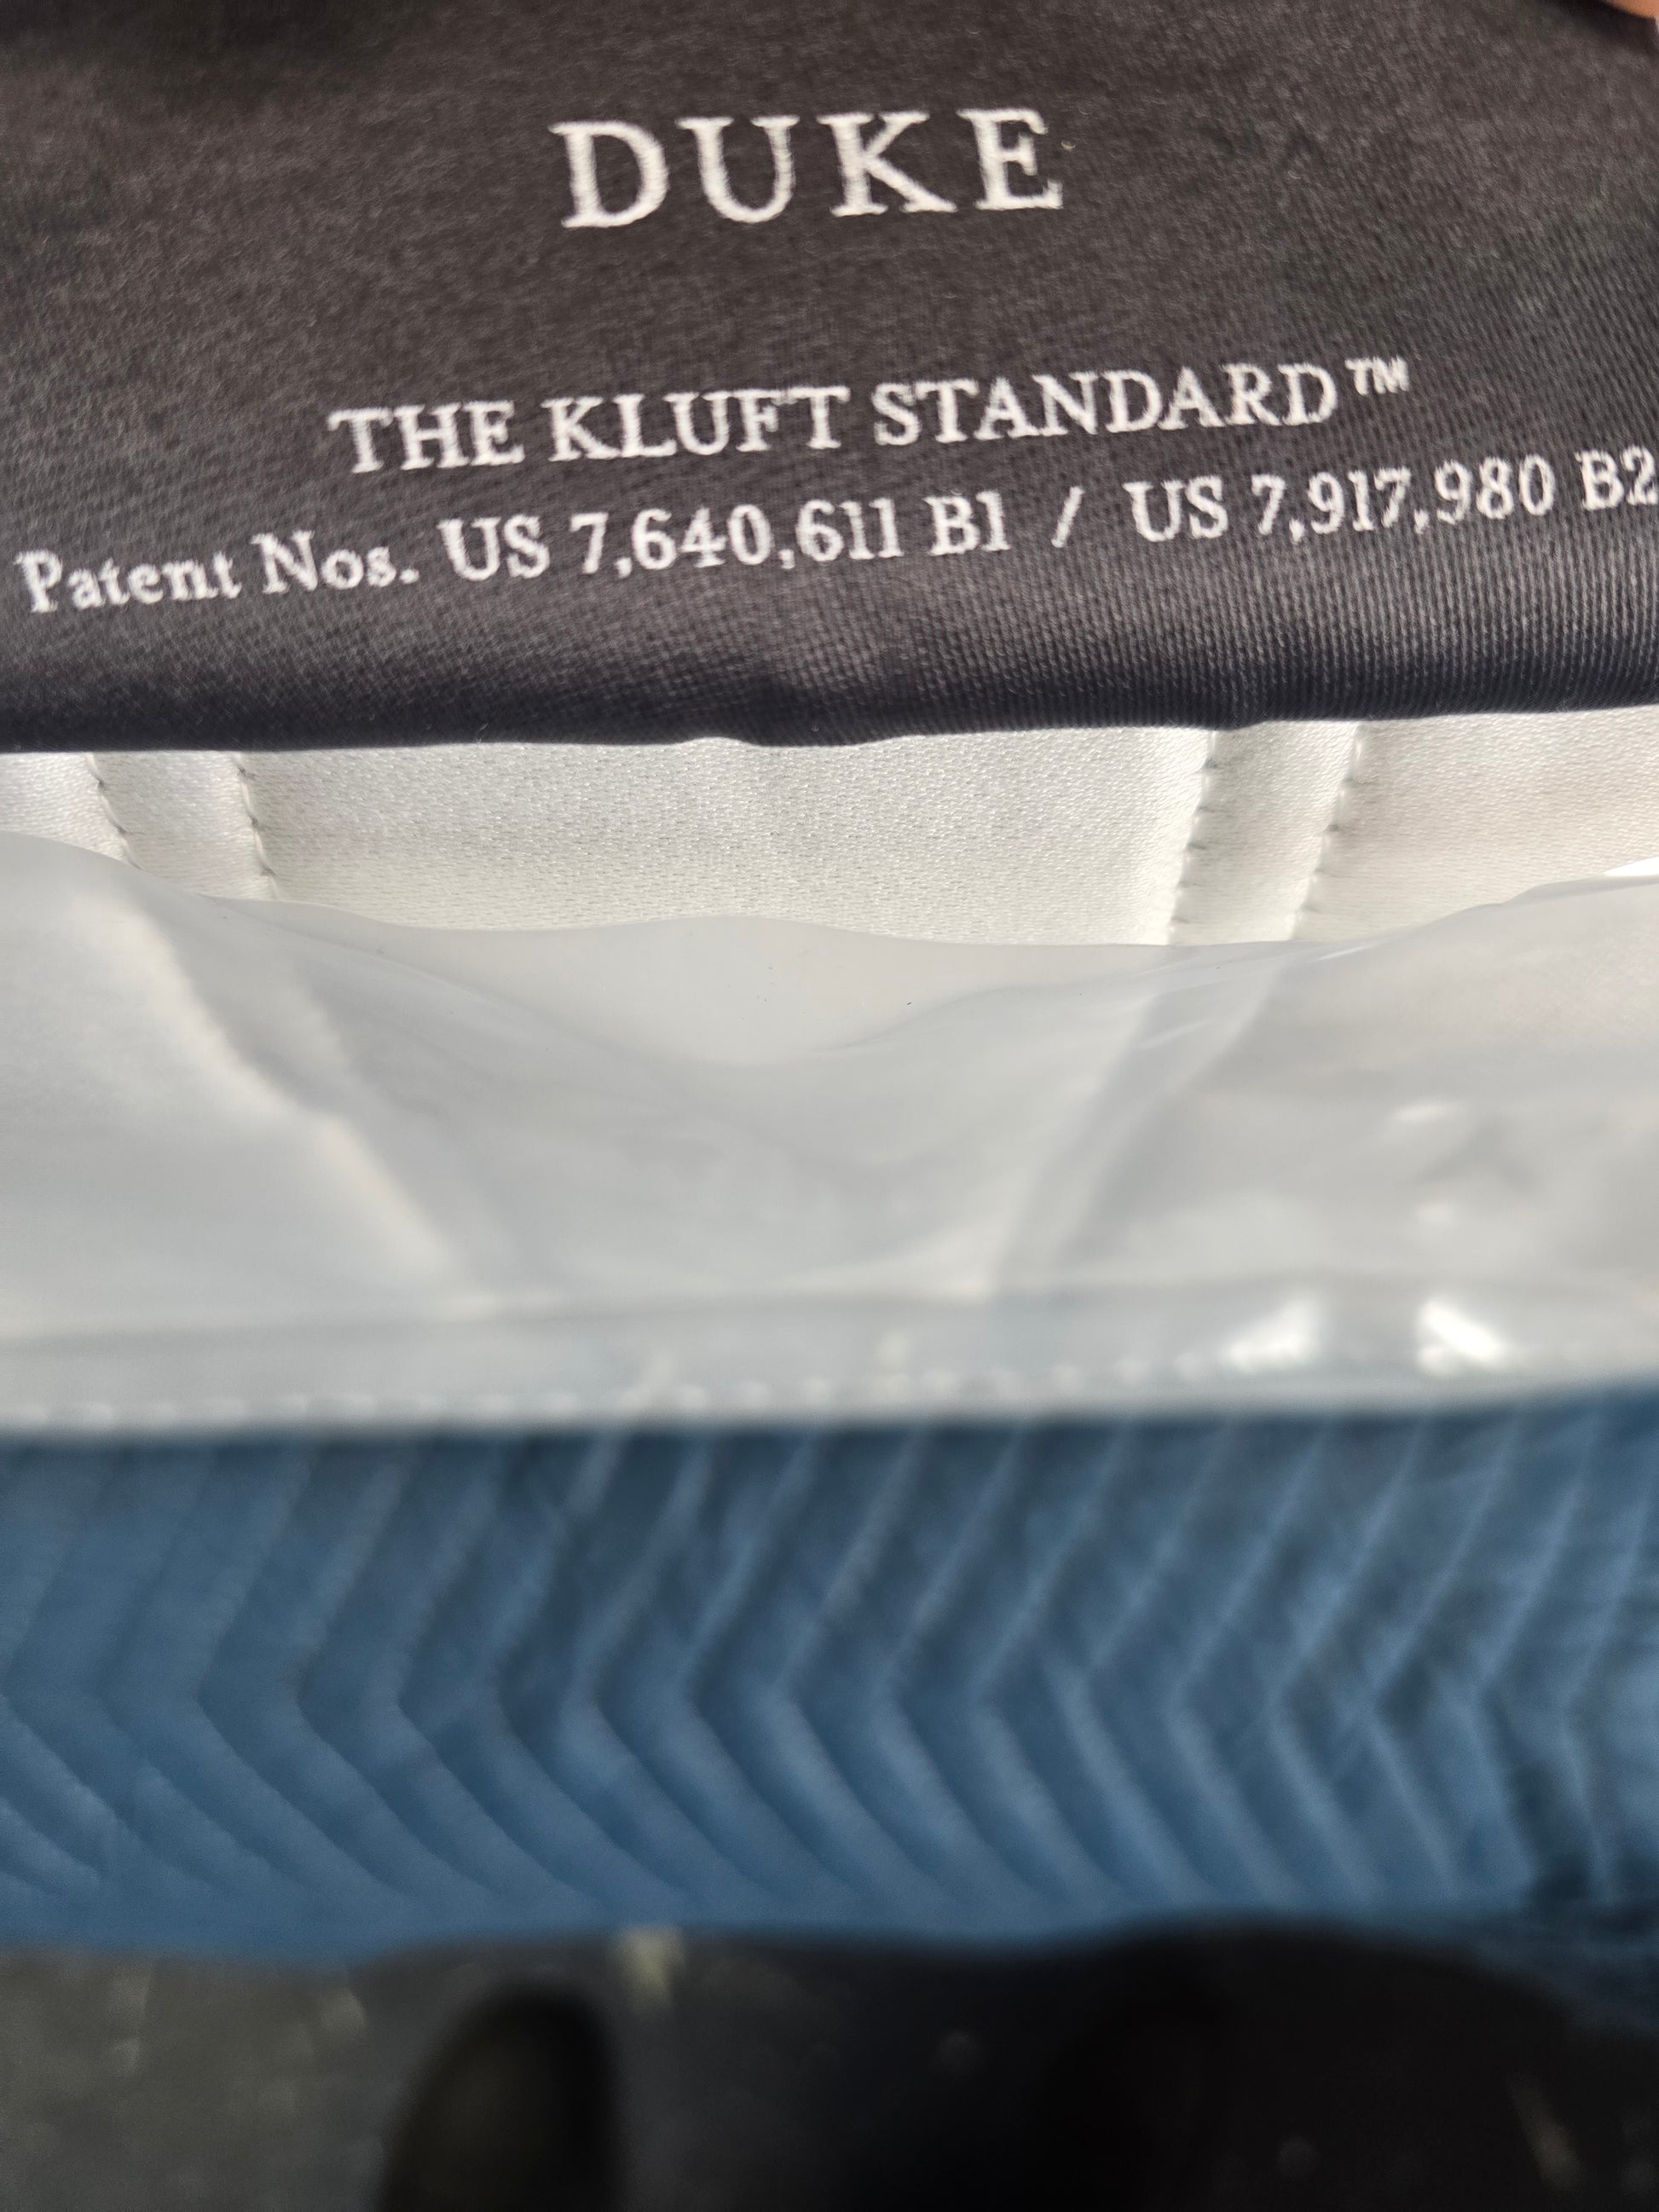 DUKE
THE KLUFT STANDARD™
Patent Nos. US 7,640,611 B1 / US 7,917,980 B2